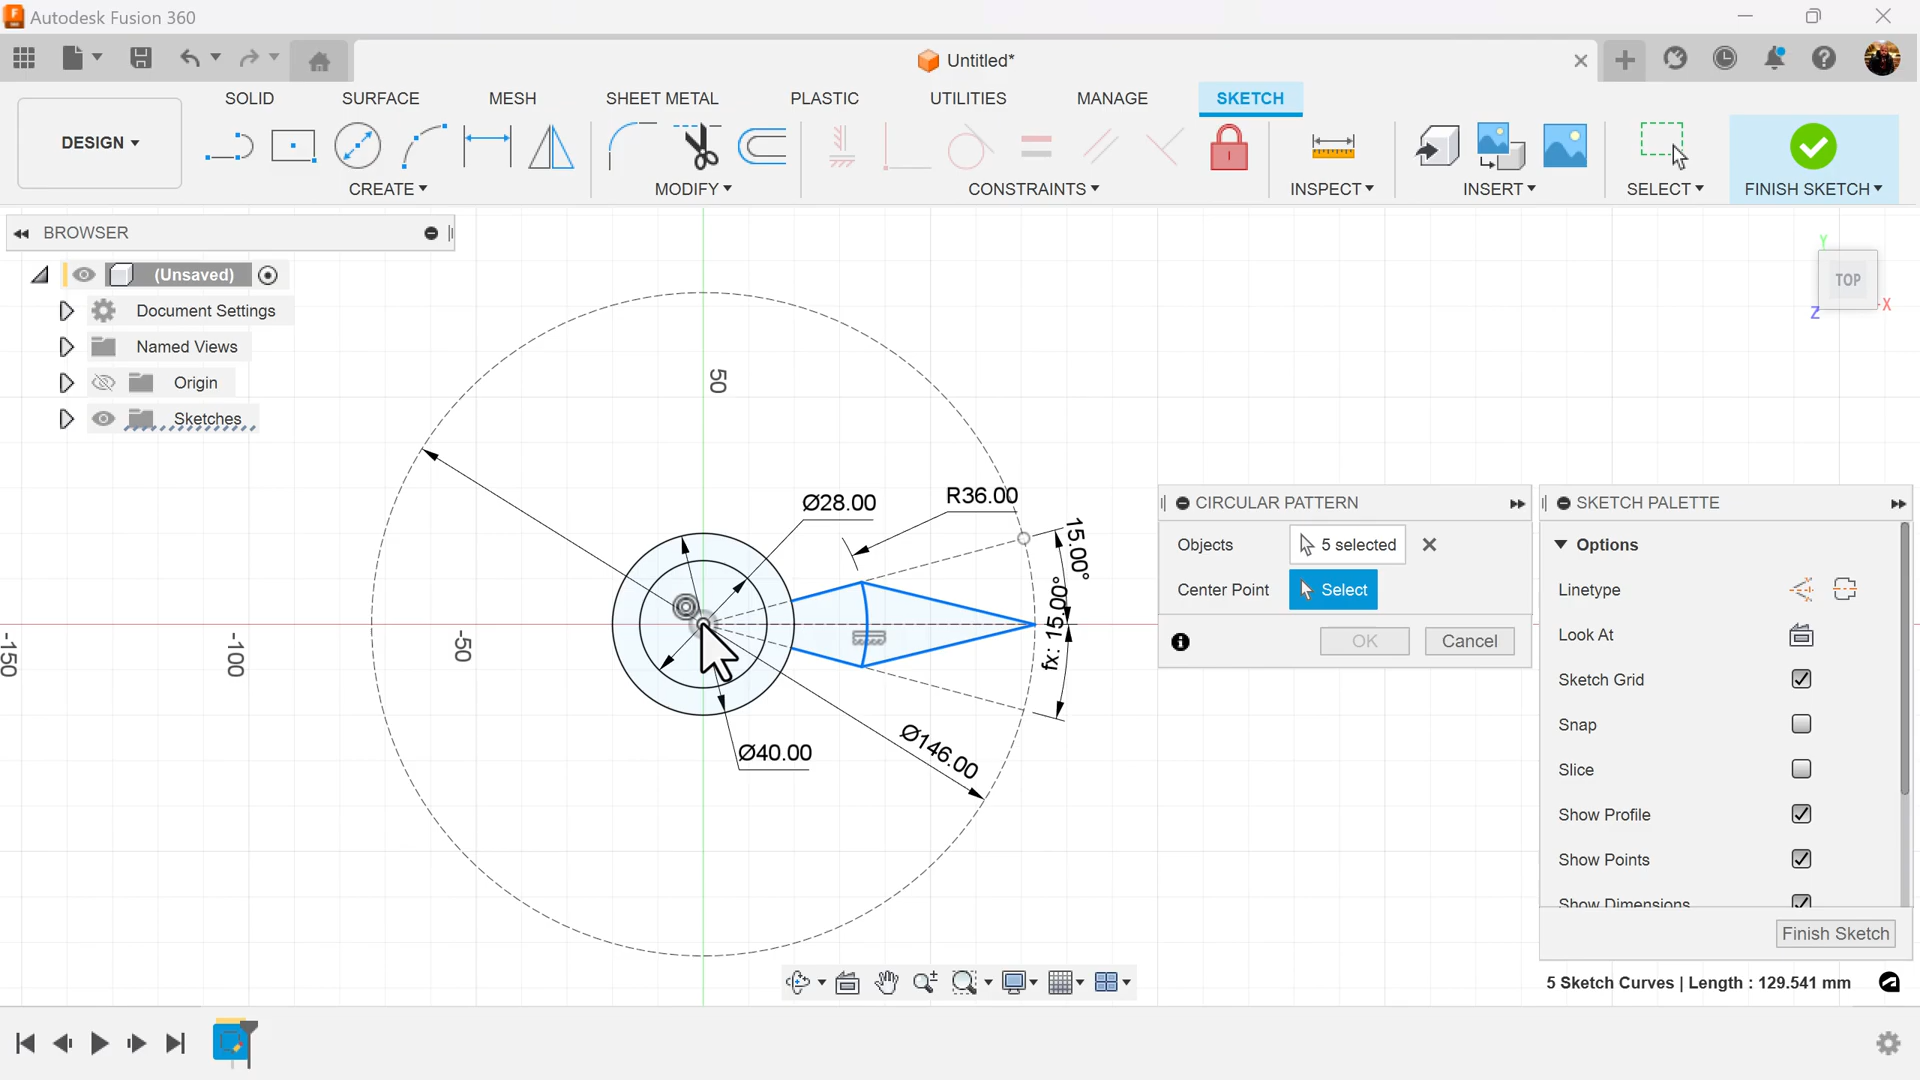 Autodesk Fusion 360
Untitled*
SOLID
SURFACE
MESH
SHEET METAL
PLASTIC
UTILITIES
MANAGE
SKETCH
DESIGN
CREATE
MODIFY
CONSTRAINTS
INSPECT
INSERT
SELECT
FINISH SKETCH
BROWSER
(Unsaved)
Document Settings
Named Views
Origin
Sketches
Y
TOP
X
Z
50
Ø28.00
R36.00
15.00°
fx: 15.00°
-150
-100
-50
Ø40.00
Ø146.00
CIRCULAR PATTERN
Objects
5 selected
Center Point
Select
OK
Cancel
SKETCH PALETTE
Options
Linetype
Look At
Sketch Grid
Snap
Slice
Show Profile
Show Points
Show Dimensions
Finish Sketch
5 Sketch Curves | Length : 129.541 mm